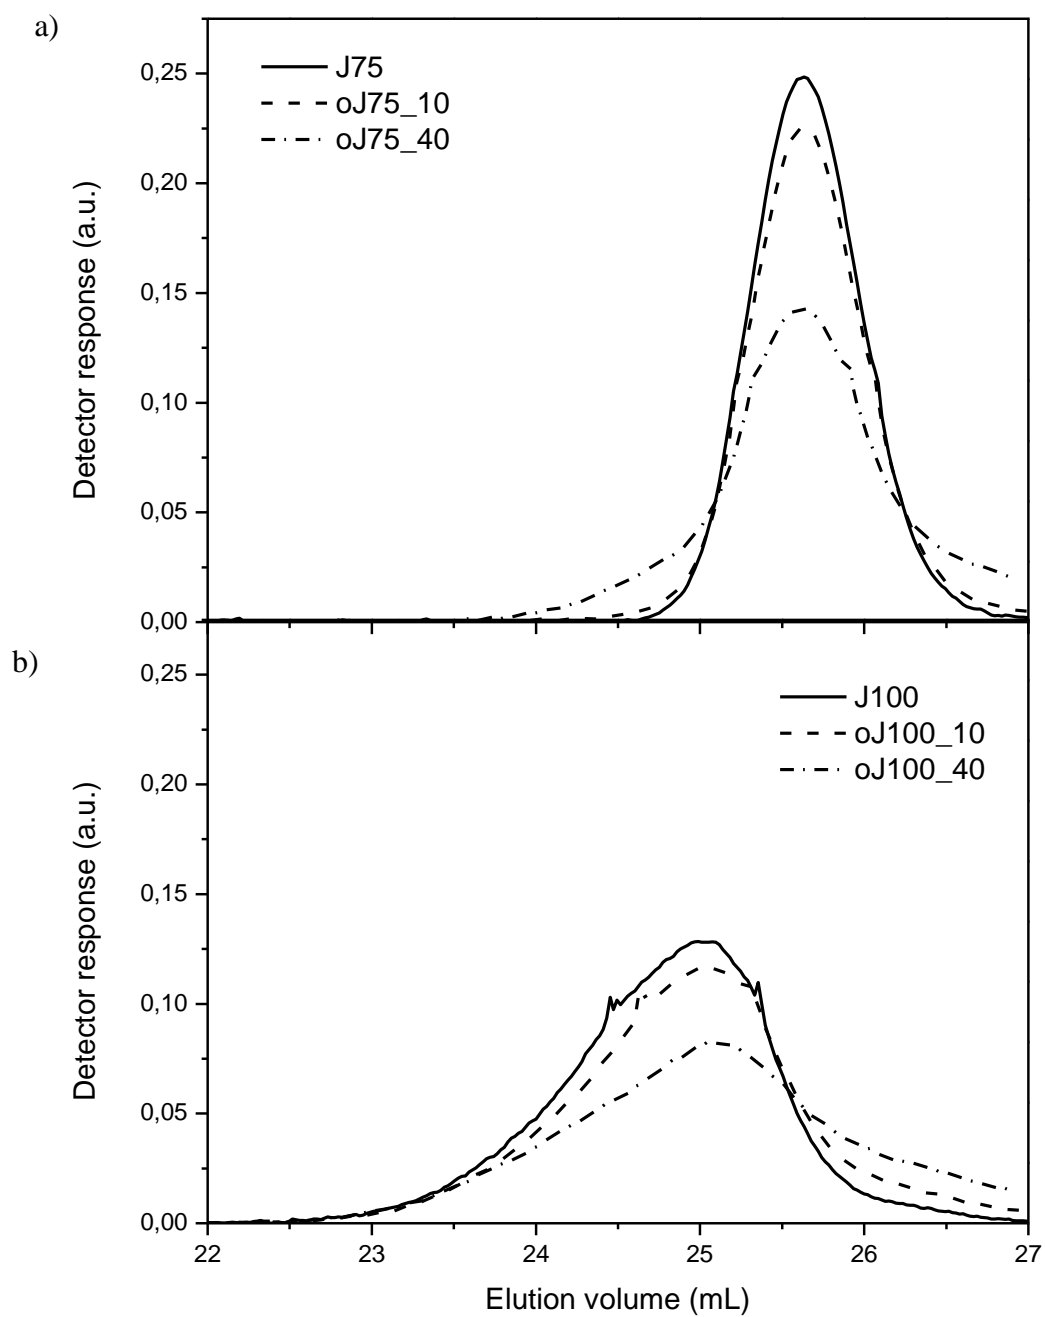 a)
0,25
0,20
0,15
0,10
0,05
0,00
Detector response (a.u.)
J75
oJ75_10
oJ75_40
b)
0,25
0,20
0,15
0,10
0,05
0,00
Detector response (a.u.)
J100
oJ100_10
oJ100_40
22 23 24 25 26 27
Elution volume (mL)